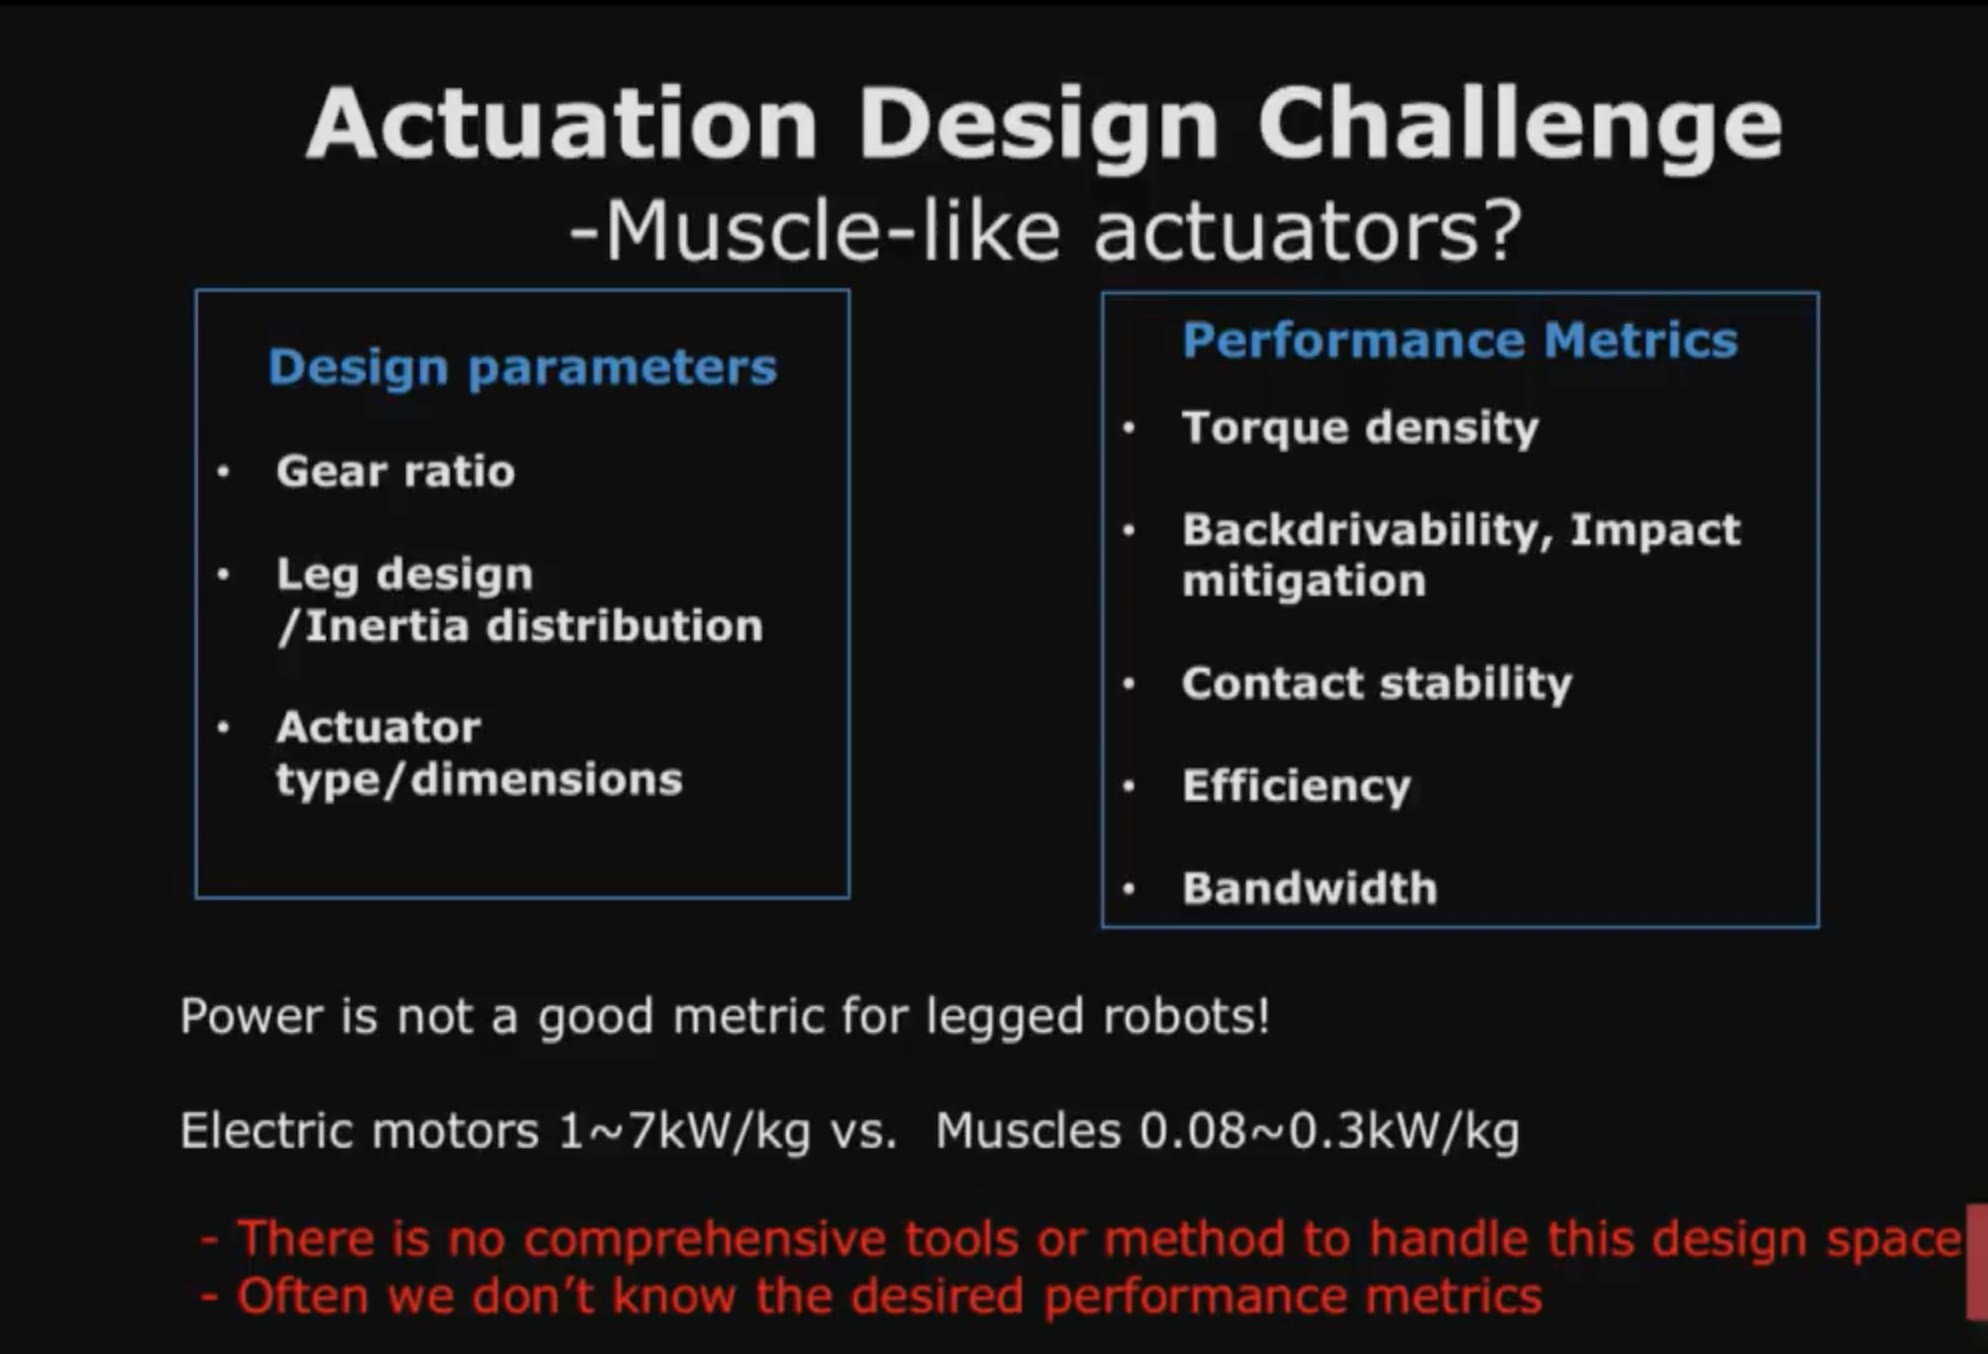 Actuation Design Challenge
-Muscle-like actuators?
Design parameters
• Gear ratio
• Leg design
/Inertia distribution
• Actuator
type/dimensions
Performance Metrics
• Torque density
• Backdrivability, Impact
mitigation
• Contact stability
• Efficiency
• Bandwidth
Power is not a good metric for legged robots!
Electric motors 1~7kW/kg vs. Muscles 0.08~0.3kW/kg
- There is no comprehensive tools or method to handle this design space
- Often we don't know the desired performance metrics